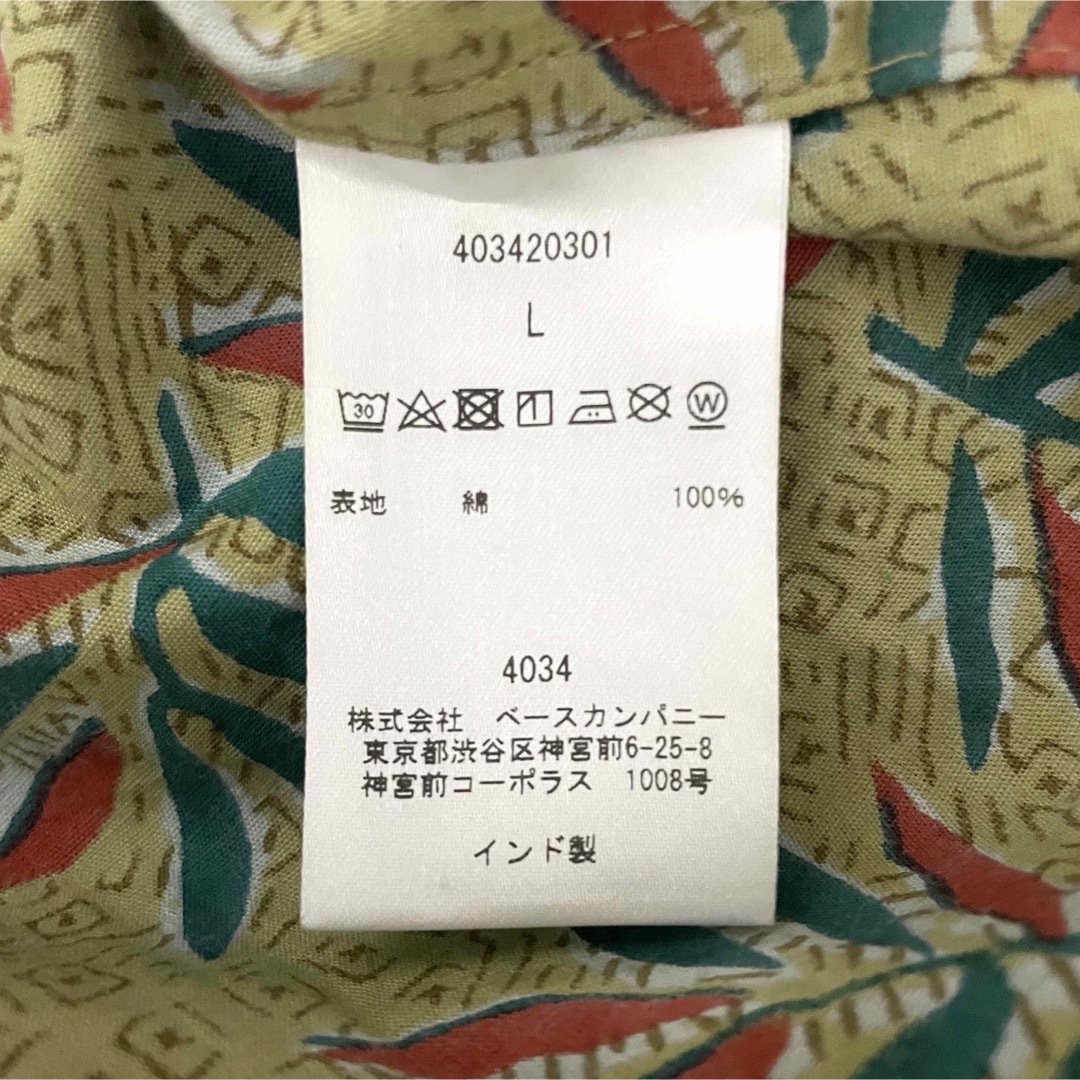 403420301
L
30 W
表地 綿 100%
4034
株式会社 ベースカンパニー
東京都渋谷区神宮前6-25-8
神宮前コーポラス 1008号
インド製